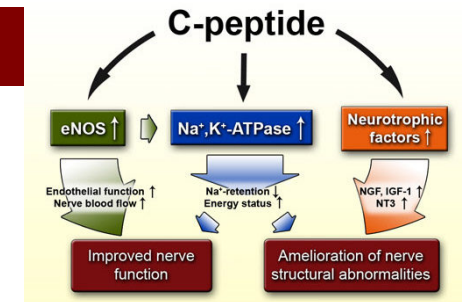 C-peptide
eNOS ↑
Na⁺,K⁺-ATPase ↑
Neurotrophic
factors ↑
Endothelial function ↑
Nerve blood flow ↑
Na⁺-retention ↓
Energy status ↑
NGF, IGF-1 ↑
NT3 ↑
Improved nerve
function
Amelioration of nerve
structural abnormalities